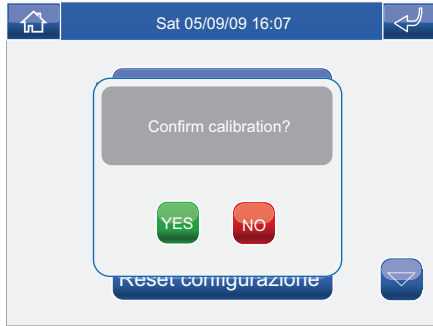 Sat 05/09/09 16:07
Confirm calibration?
YES NO
Reset configurazione